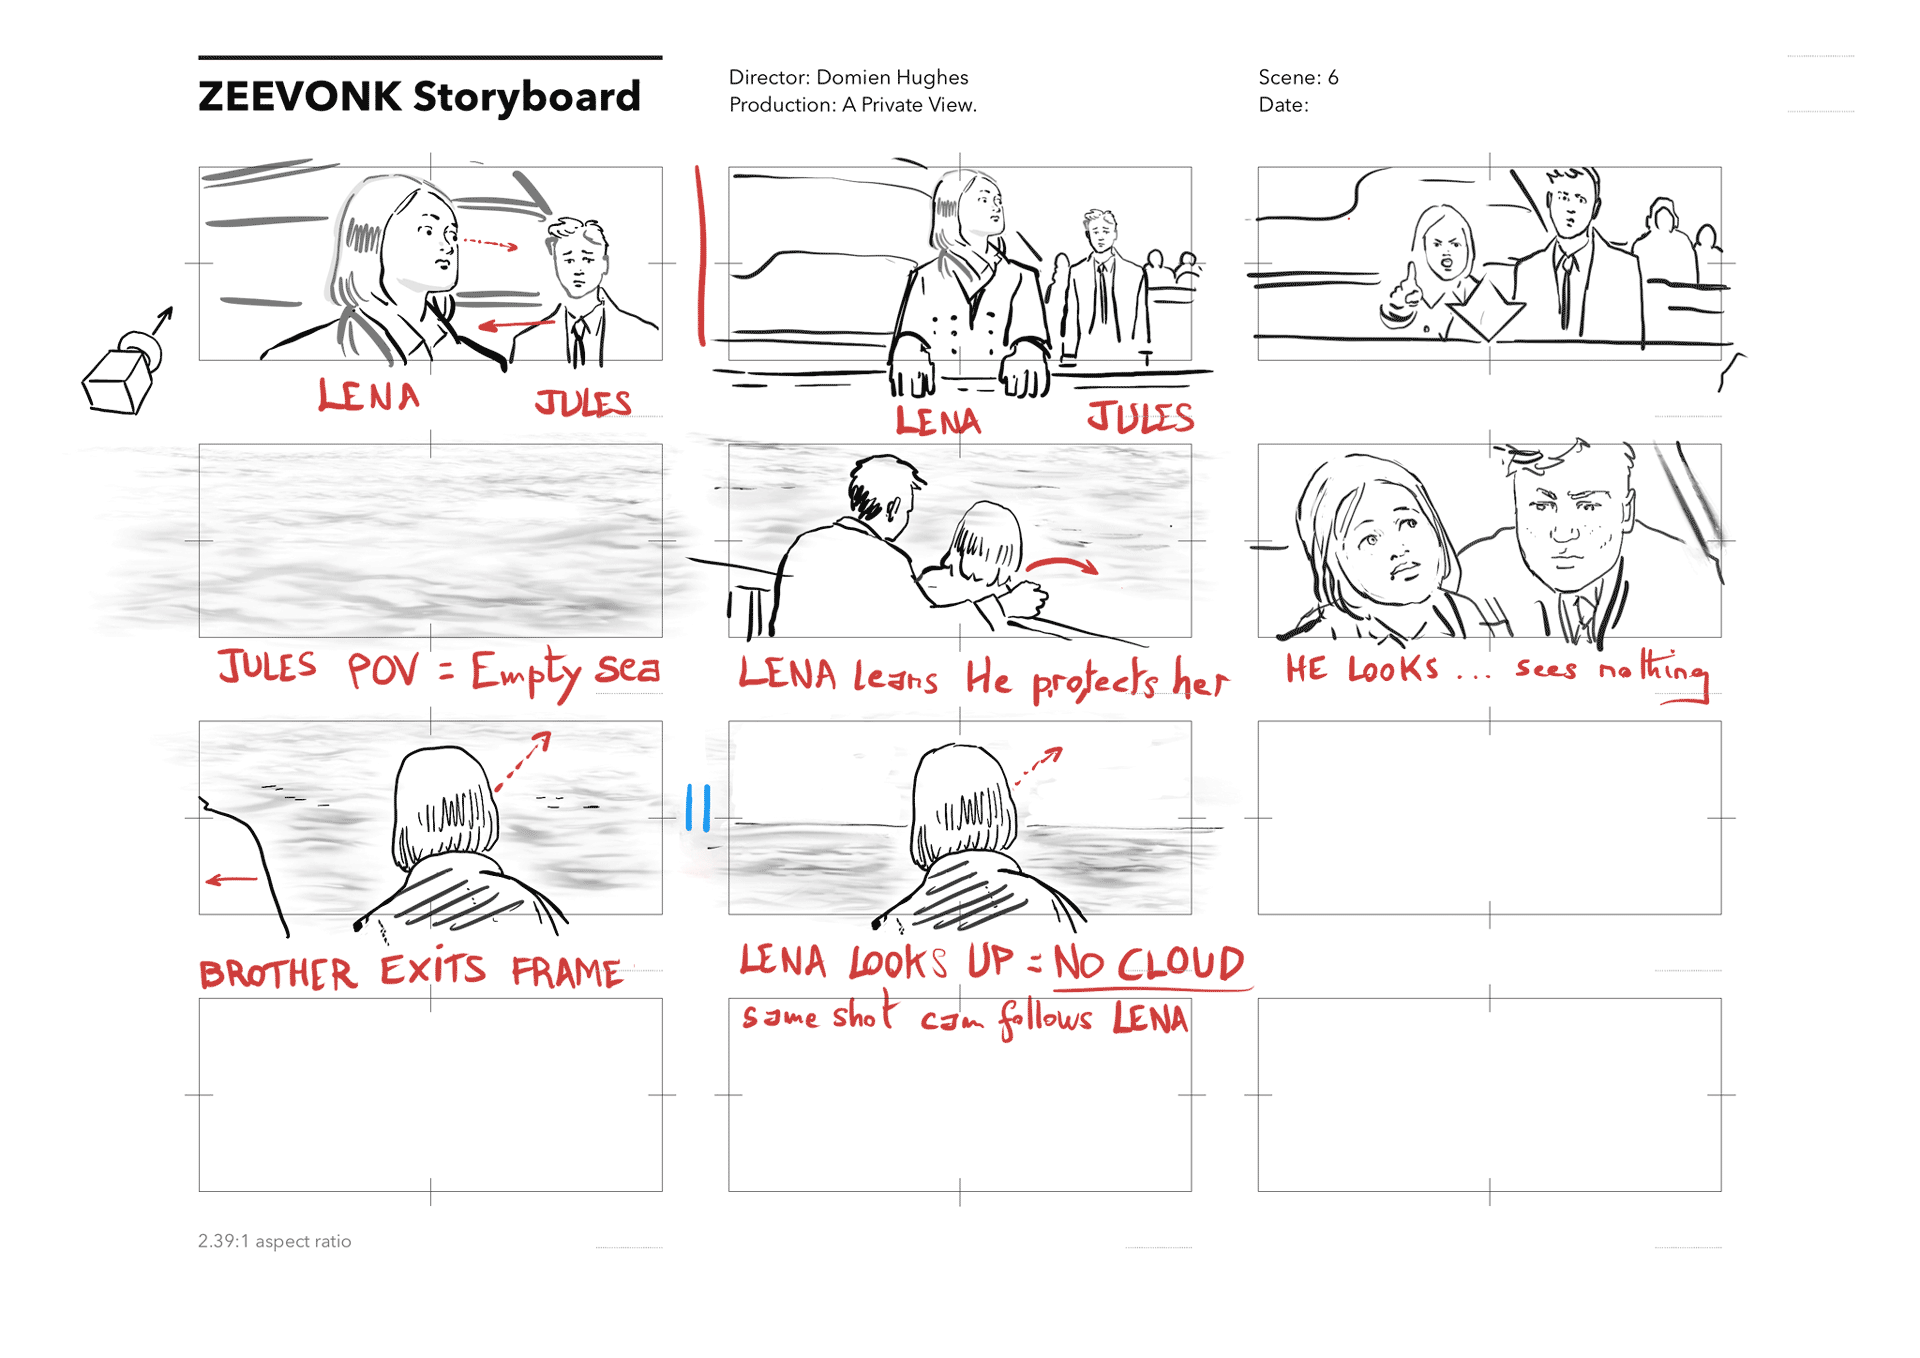 ZEEVONK Storyboard
Director: Domien Hughes
Production: A Private View.
Scene: 6
Date:
LENA
JULES
LENA
JULES
JULES POV = Empty sea
LENA leans He protects her
HE LOOKS... sees nothing
BROTHER EXITS FRAME
LENA LOOKS UP = NO CLOUD
same shot cam follows LENA
2.39:1 aspect ratio